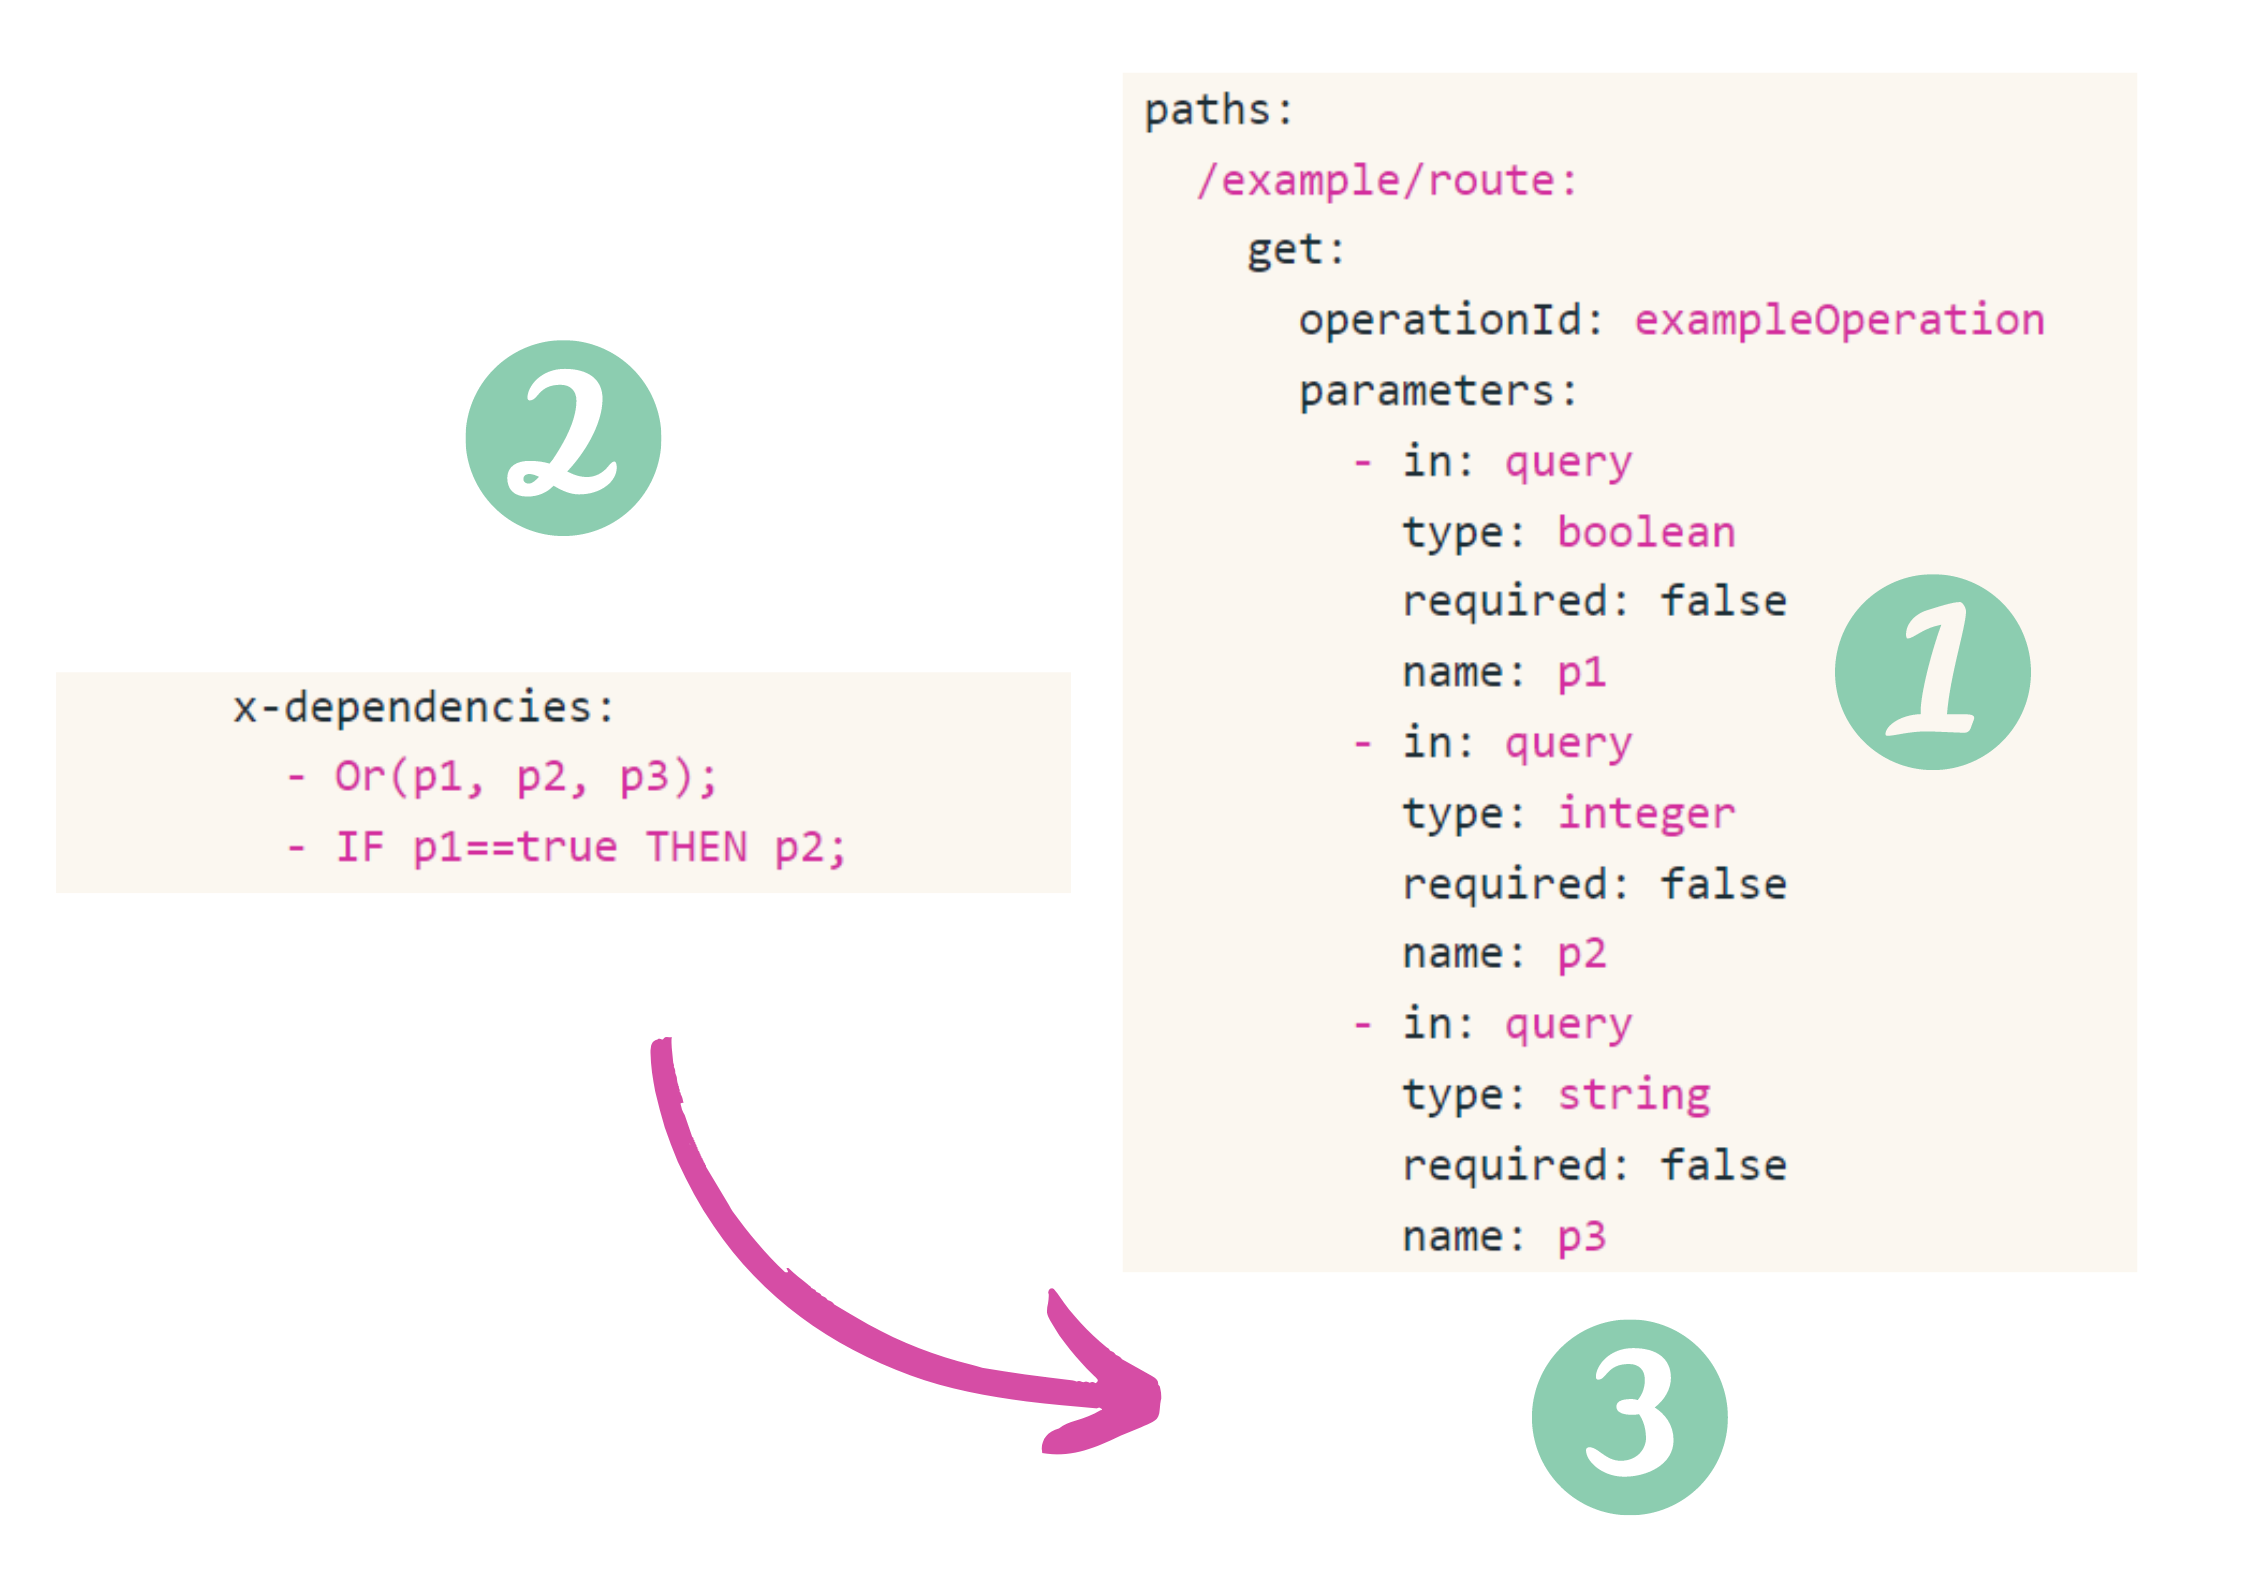 2
x-dependencies:
- Or(p1, p2, p3);
- IF p1==true THEN p2;
paths:
/example/route:
get:
operationId: exampleOperation
parameters:
- in: query
type: boolean
required: false
name: p1
1
- in: query
type: integer
required: false
name: p2
- in: query
type: string
required: false
name: p3
3